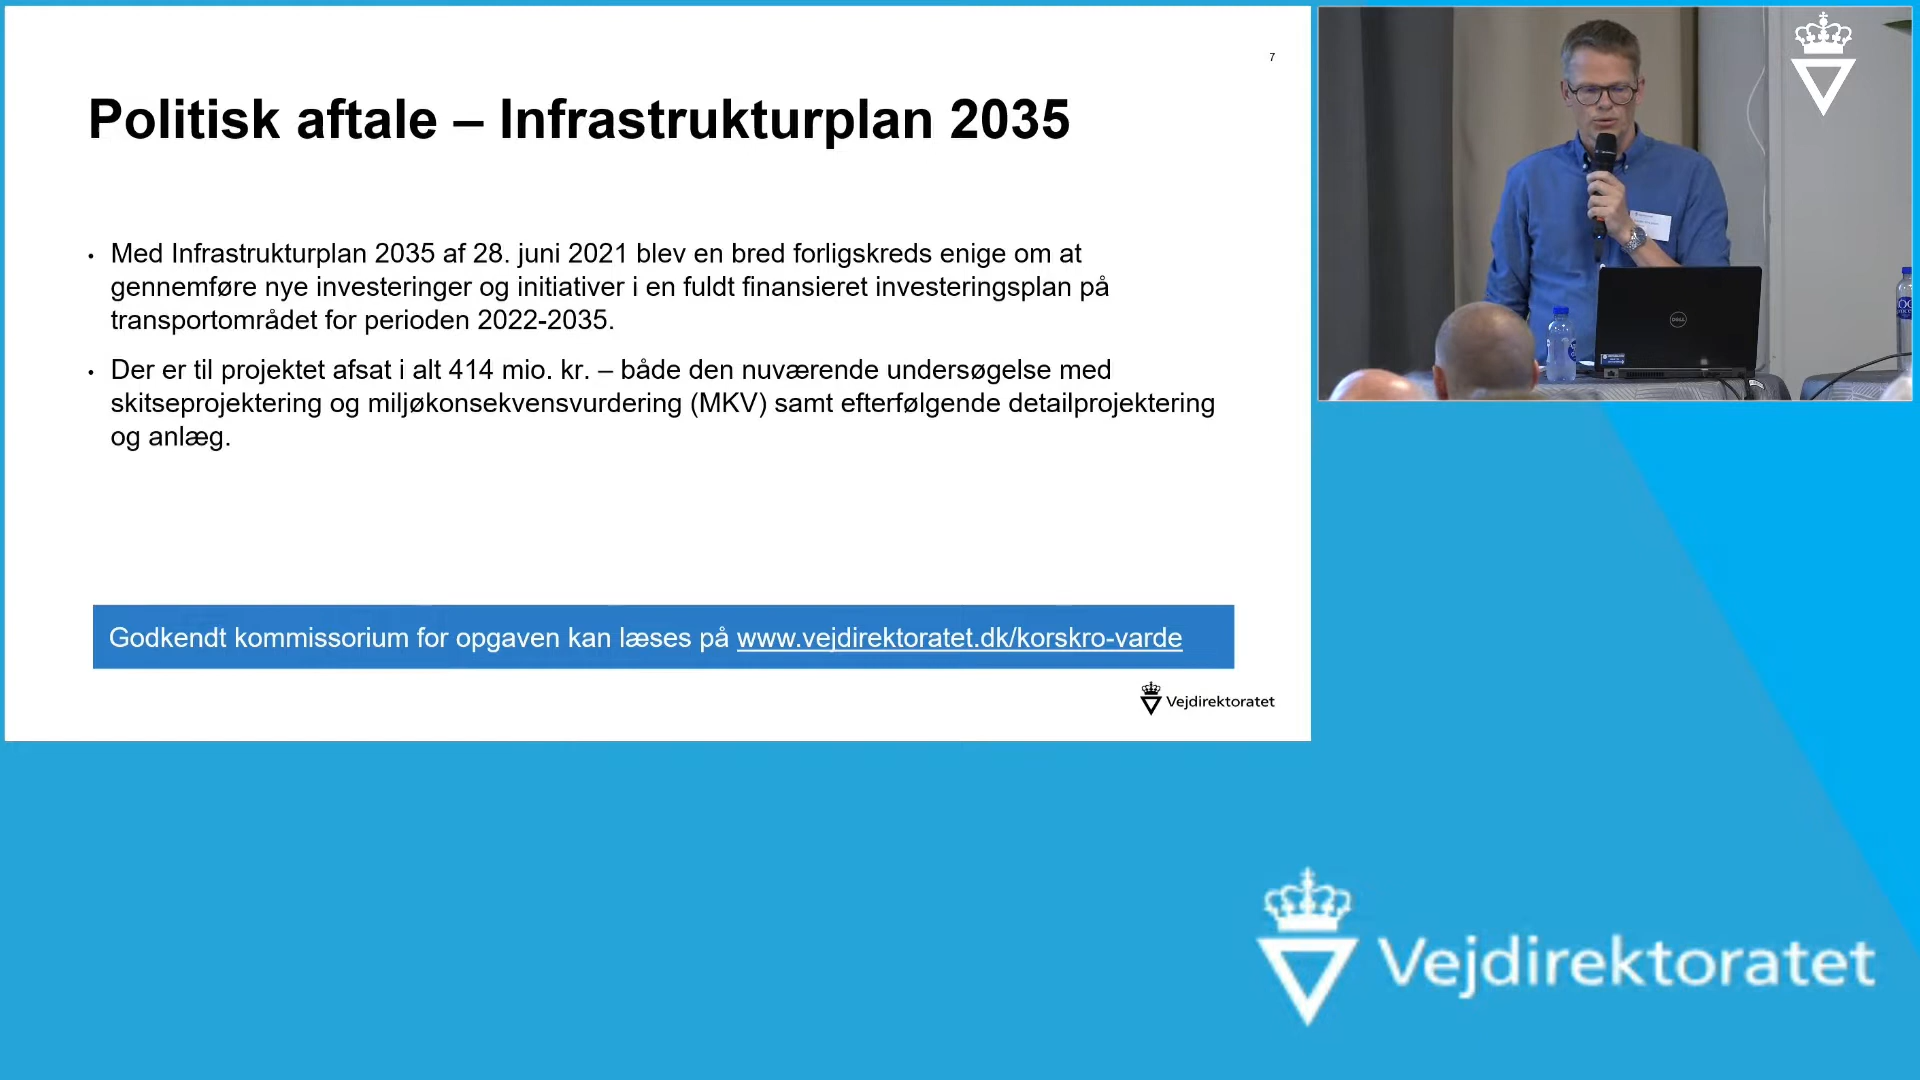 7
Politisk aftale – Infrastrukturplan 2035
• Med Infrastrukturplan 2035 af 28. juni 2021 blev en bred forligskreds enige om at
gennemføre nye investeringer og initiativer i en fuldt finansieret investeringsplan på
transportområdet for perioden 2022-2035.
• Der er til projektet afsat i alt 414 mio. kr. – både den nuværende undersøgelse med
skitseprojektering og miljøkonsekvensvurdering (MKV) samt efterfølgende detailprojektering
og anlæg.
Godkendt kommissorium for opgaven kan læses på www.vejdirektoratet.dk/korskro-varde
Vejdirektoratet
DELL
Vejdirektoratet